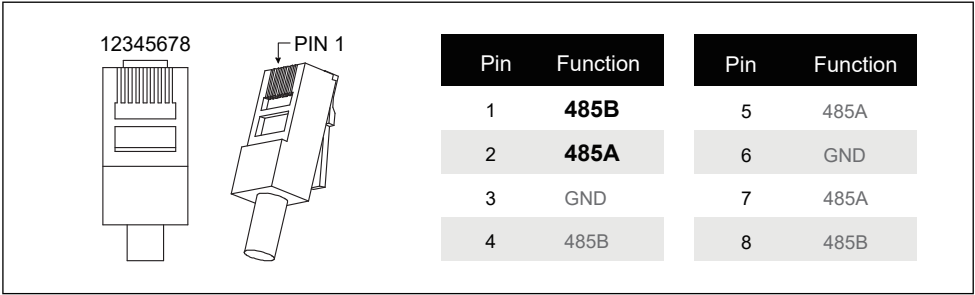 12345678
PIN 1
Pin Function Pin Function
1 485B 5 485A
2 485A 6 GND
3 GND 7 485A
4 485B 8 485B